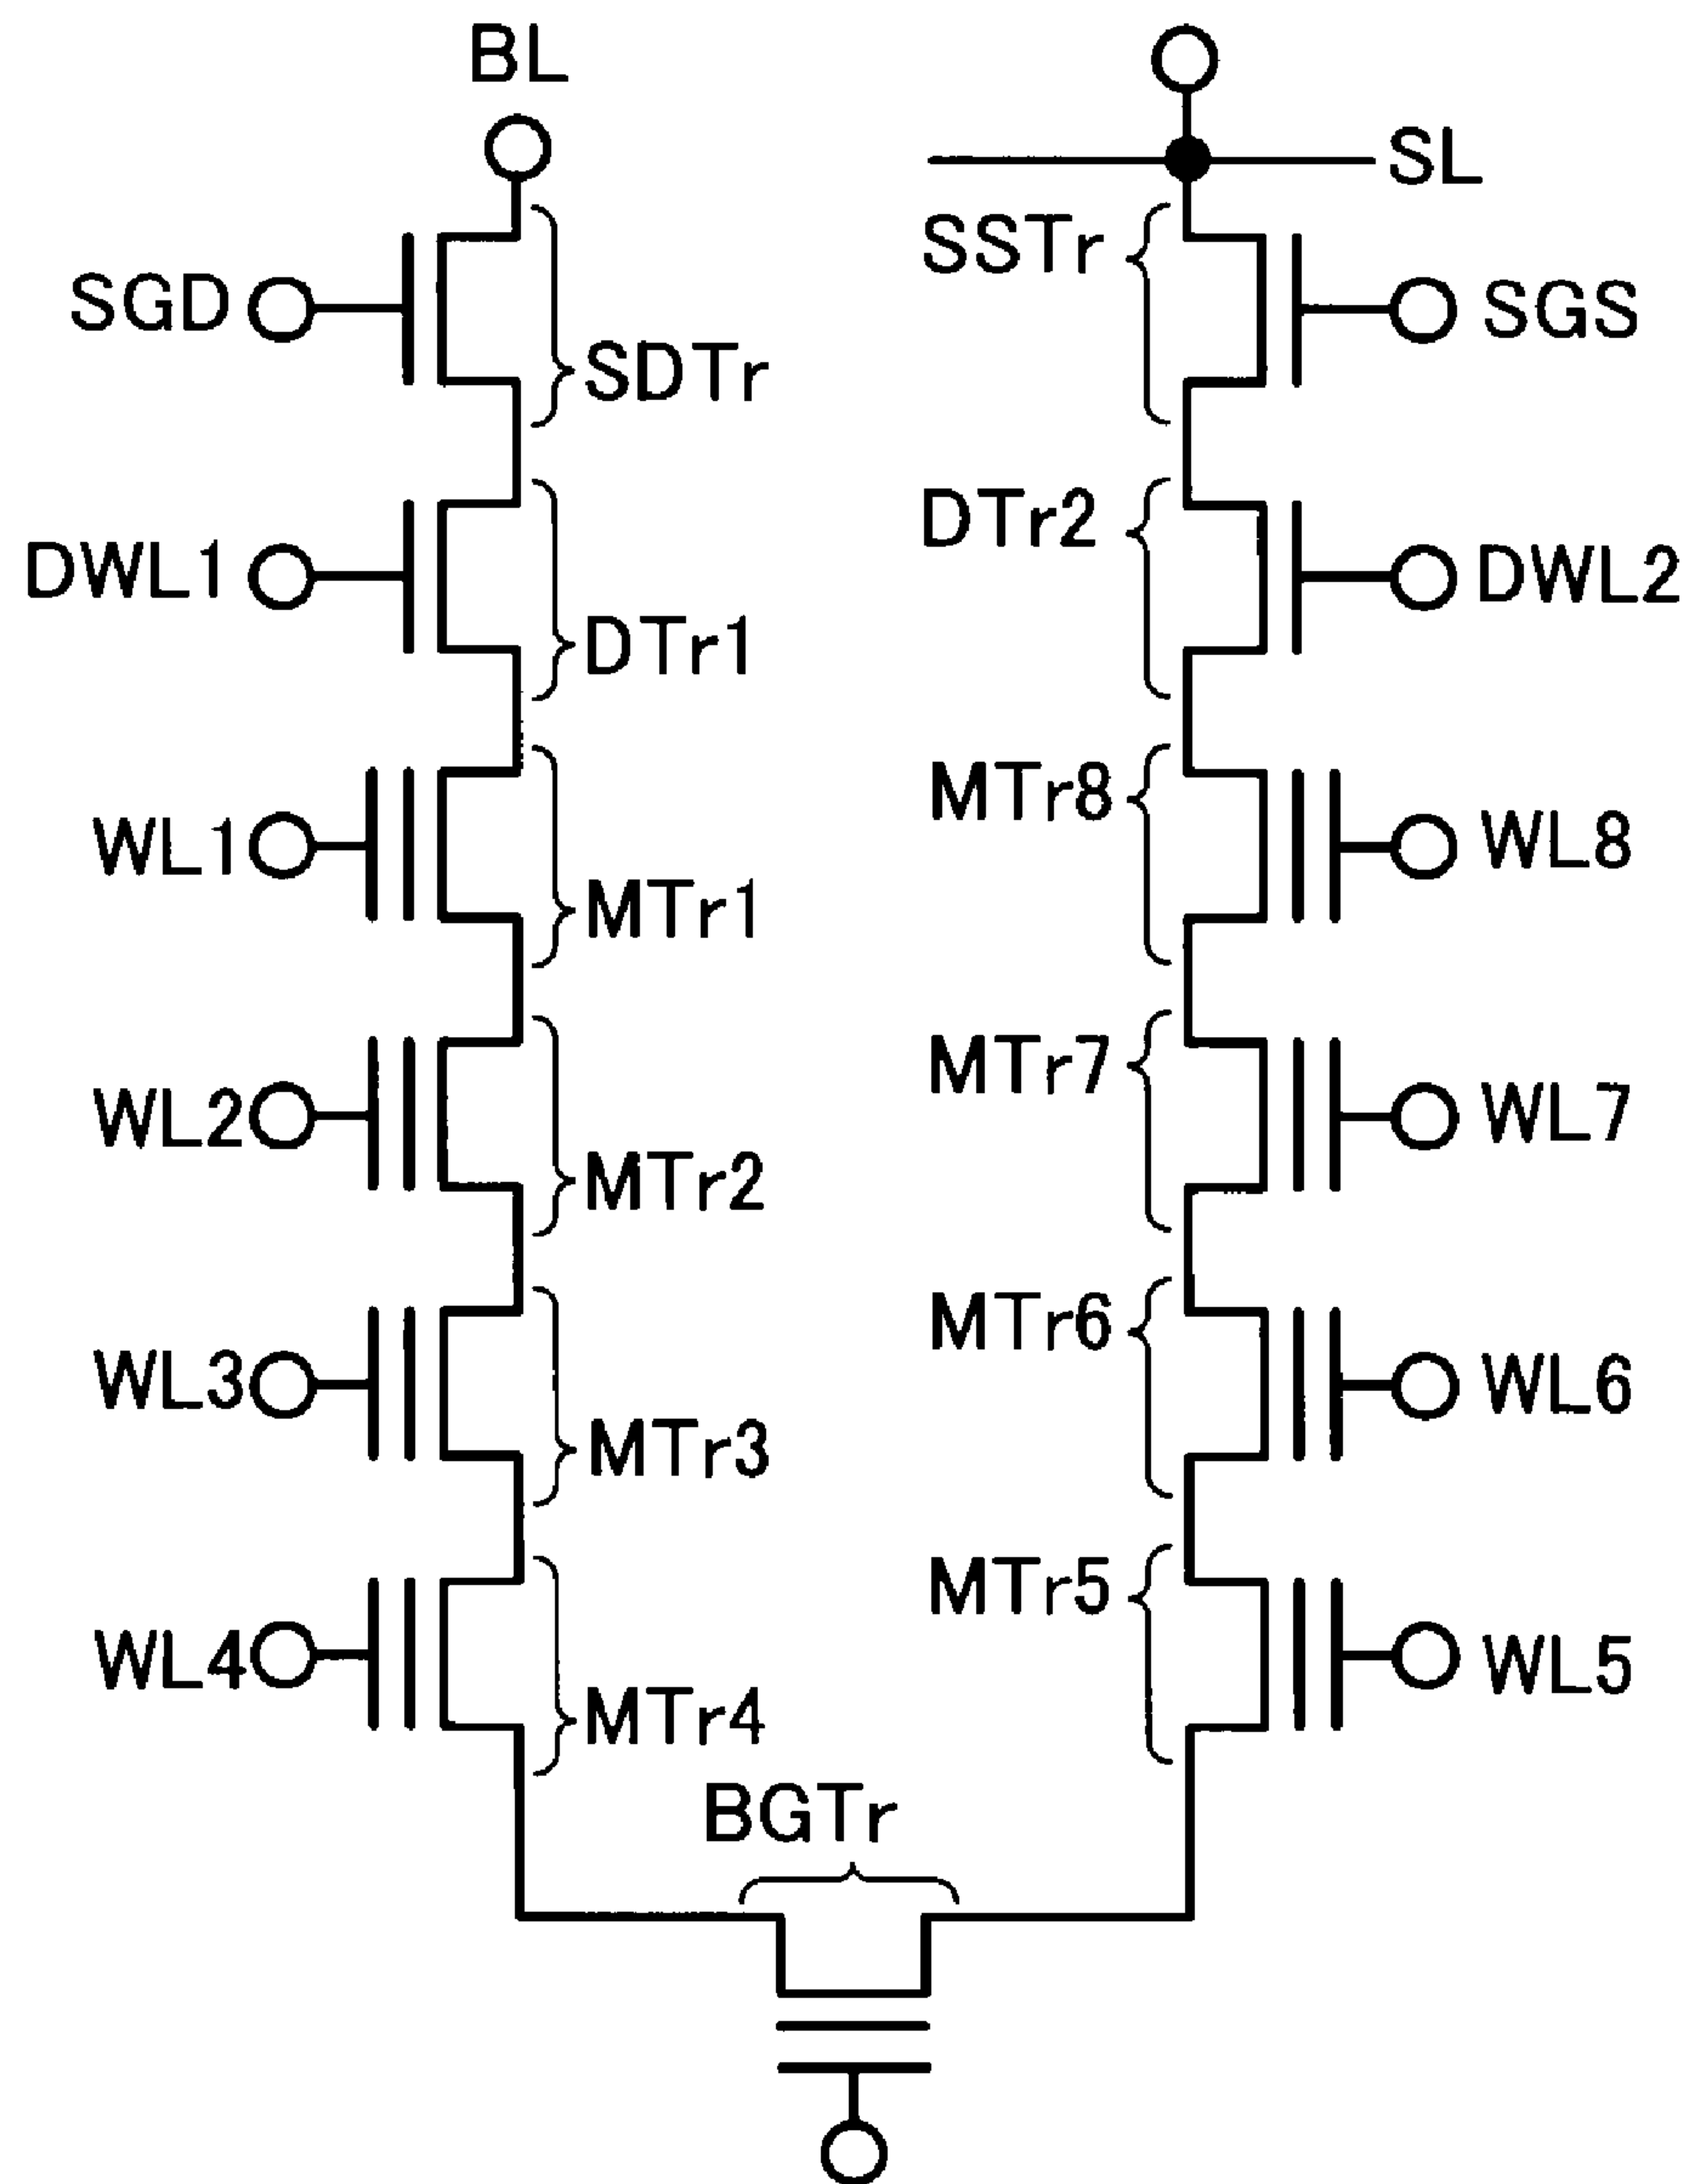 BL
SL
SGD
SDTr
SSTr
SGS
DWL1
DTr1
DTr2
DWL2
WL1
MTr1
MTr8
WL8
WL2
MTr2
MTr7
WL7
WL3
MTr3
MTr6
WL6
WL4
MTr4
MTr5
WL5
BGTr